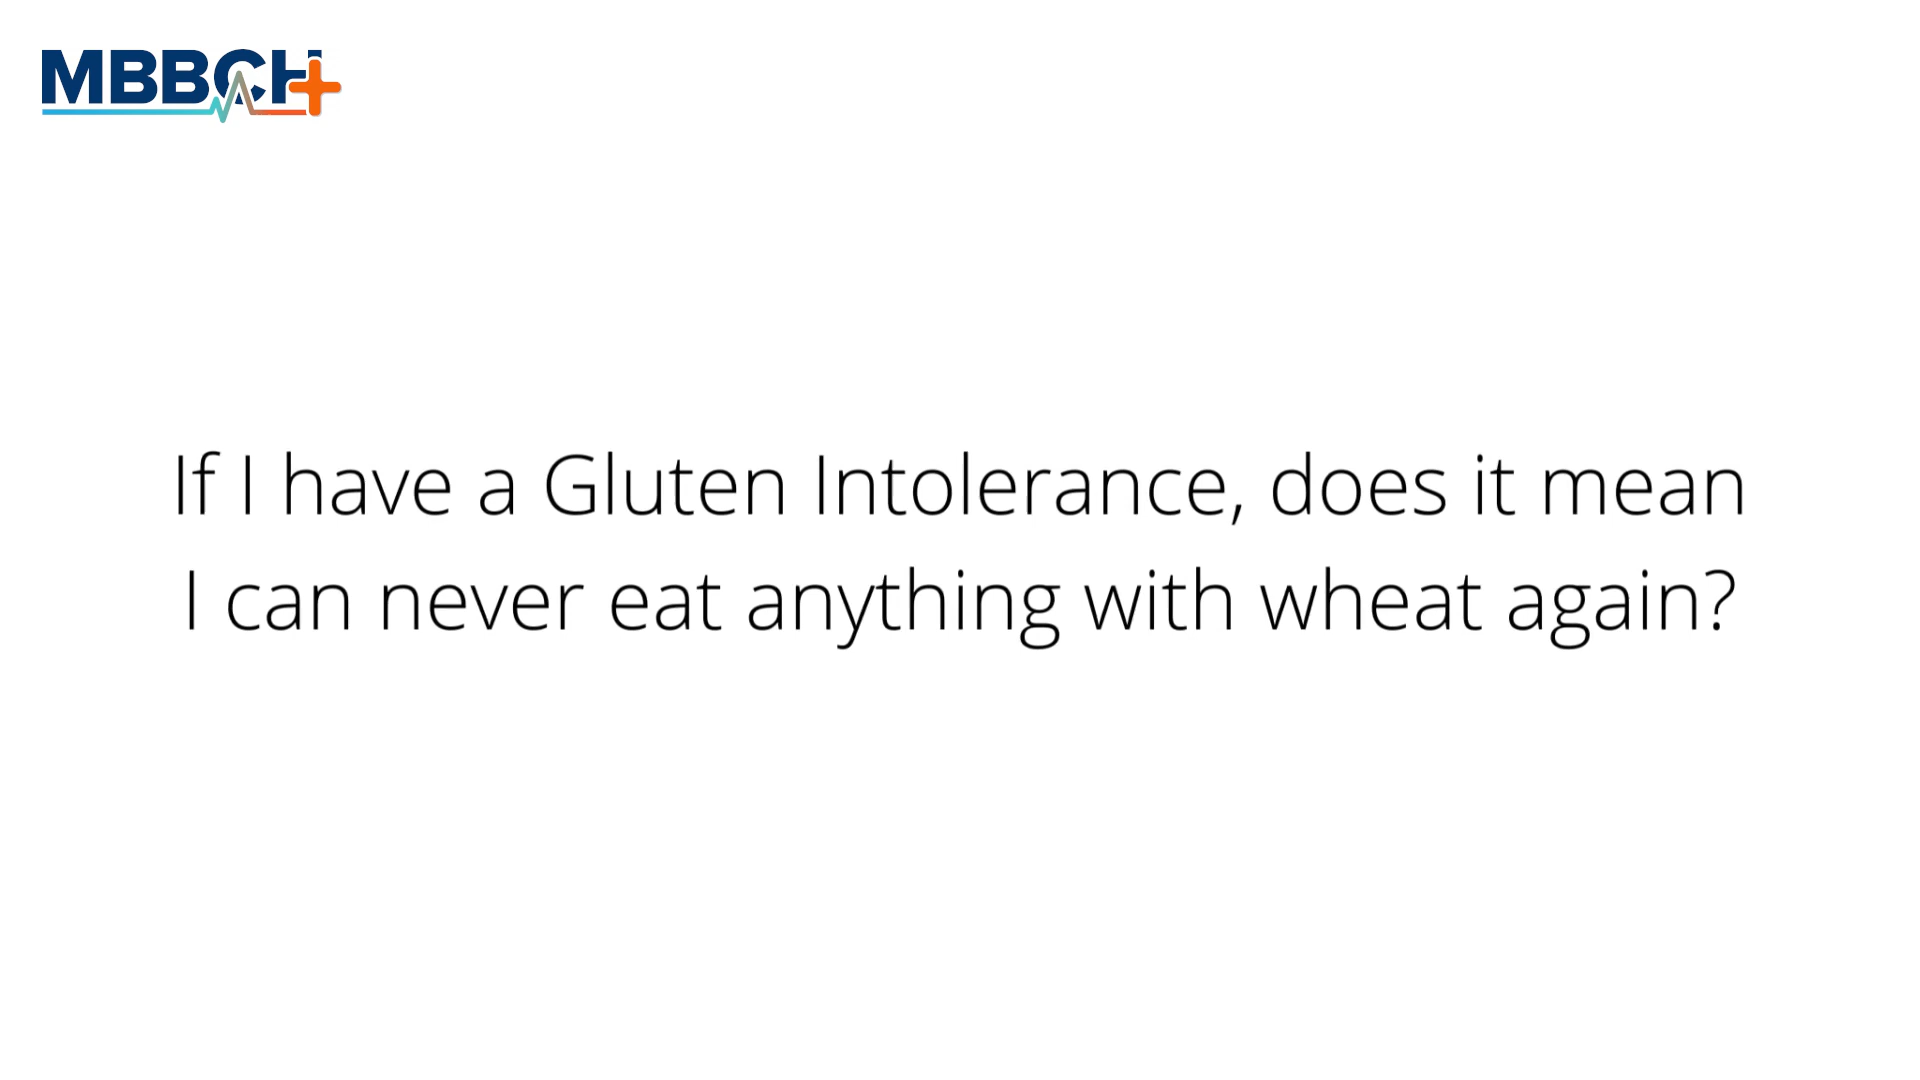 MBBCH+
If I have a Gluten Intolerance, does it mean
I can never eat anything with wheat again?